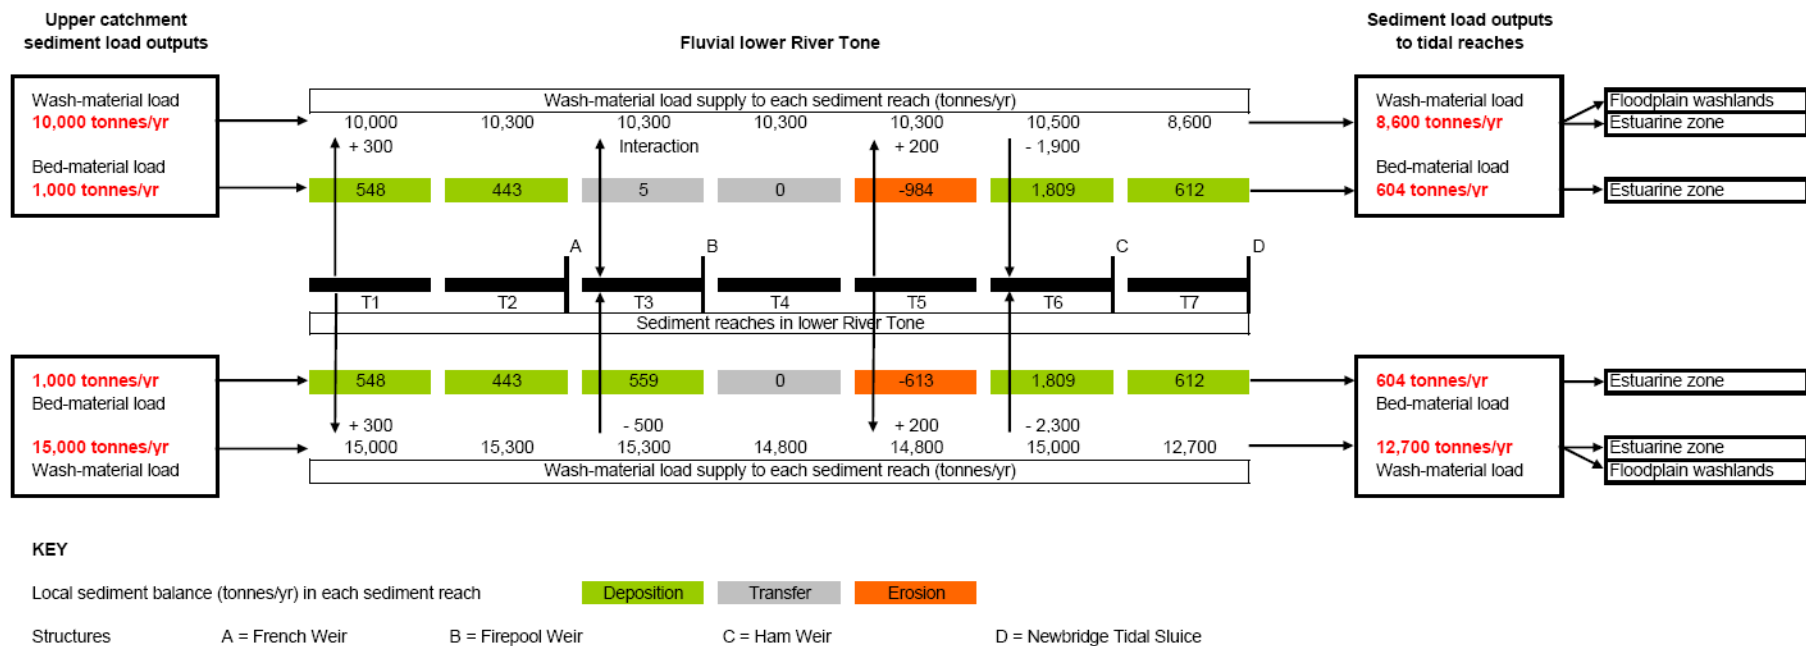 Upper catchment
sediment load outputs
Fluvial lower River Tone
Sediment load outputs
to tidal reaches
Wash-material load
10,000 tonnes/yr
Bed-material load
1,000 tonnes/yr
Wash-material load supply to each sediment reach (tonnes/yr)
10,000 10,300 10,300 10,300 10,300 10,500 8,600
+ 300 Interaction + 200 - 1,900
548 443 5 0 -984 1,809 612
Wash-material load
8,600 tonnes/yr
Bed-material load
604 tonnes/yr
Floodplain washlands
Estuarine zone
Estuarine zone
A B C D
T1 T2 T3 T4 T5 T6 T7
Sediment reaches in lower River Tone
1,000 tonnes/yr
Bed-material load
15,000 tonnes/yr
Wash-material load
548 443 559 0 -613 1,809 612
+ 300 - 500 + 200 - 2,300
15,000 15,300 15,300 14,800 14,800 15,000 12,700
Wash-material load supply to each sediment reach (tonnes/yr)
604 tonnes/yr
Bed-material load
12,700 tonnes/yr
Wash-material load
Estuarine zone
Estuarine zone
Floodplain washlands
KEY
Local sediment balance (tonnes/yr) in each sediment reach Deposition Transfer Erosion
Structures A = French Weir B = Firepool Weir C = Ham Weir D = Newbridge Tidal Sluice